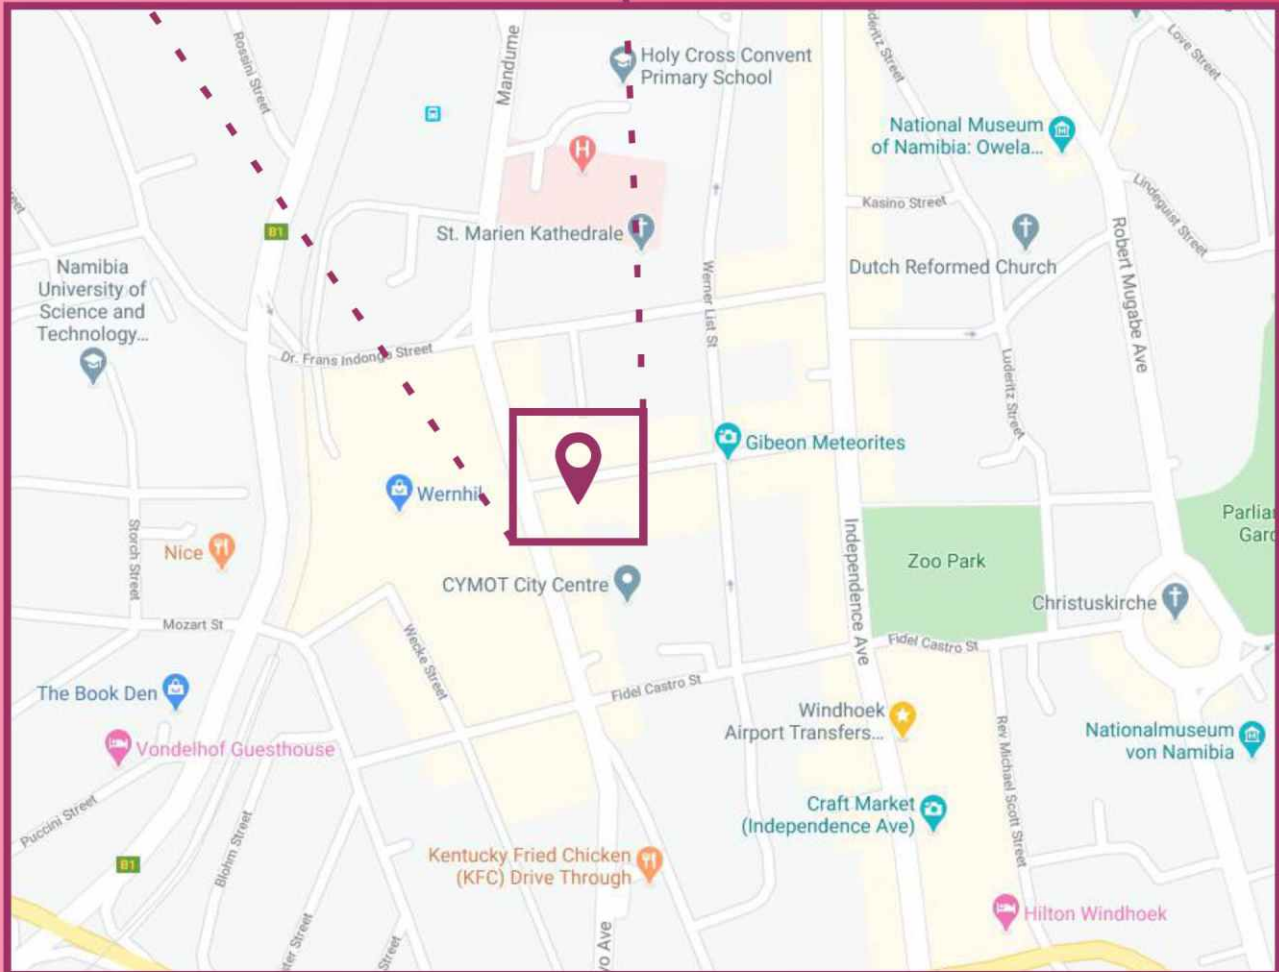 Rossini Street
Mandume
Holy Cross Convent
Primary School
Love Street
National Museum
of Namibia: Owela...
H
Kasino Street
Lindeguist Street
B1
St. Marien Kathedrale
Robert Mugabe Ave
Dutch Reformed Church
Namibia
University of
Science and
Technology...
Werner List St
Dr. Frans Indongo Street
Luderitz Street
Gibeon Meteorites
Wernhil
Storch Street
Nice
Independence Ave
Zoo Park
CYMOT City Centre
Christuskirche
Mozart St
Wecke Street
Fidel Castro St
Fidel Castro St
The Book Den
Windhoek
Airport Transfers...
Rev Michael Scott Street
Nationalmuseum
von Namibia
Vondelhof Guesthouse
Puccini Street
Craft Market
(Independence Ave)
Blohm Street
B1
Kentucky Fried Chicken
(KFC) Drive Through
Hilton Windhoek
Street
vo Ave